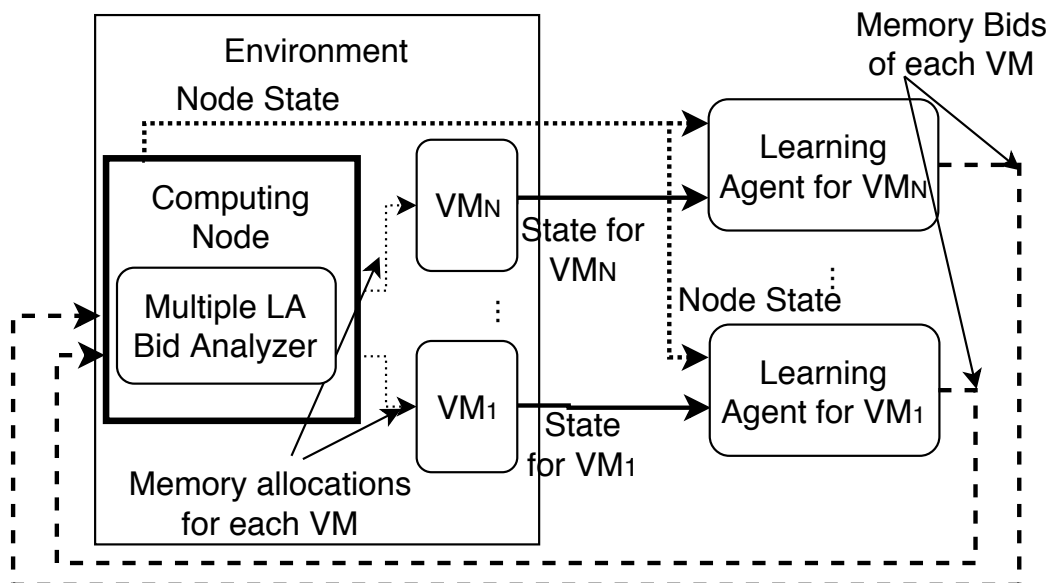 Memory Bids
of each VM
Environment
Node State
Learning
Agent for VMN
Computing
Node
VMN
State for
VMN
Multiple LA
Bid Analyzer
⋮
⋮
Node State
Learning
Agent for VM1
VM1
State
for VM1
Memory allocations
for each VM